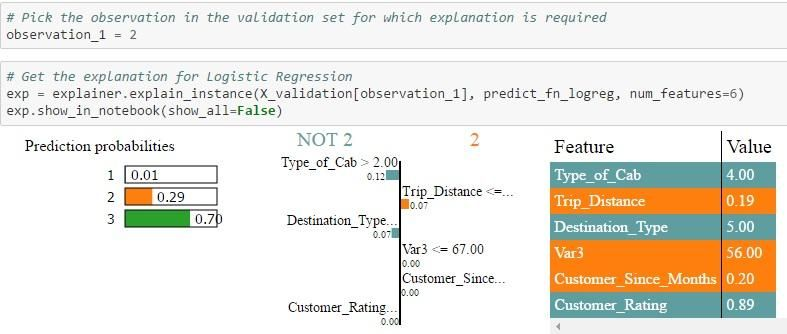 # Pick the observation in the validation set for which explanation is required
observation_1 = 2
# Get the explanation for Logistic Regression
exp = explainer.explain_instance(X_validation[observation_1], predict_fn_logreg, num_features=6)
exp.show_in_notebook(show_all=False)
Prediction probabilities
1 0.01
2 0.29
3 0.70
NOT 2 2
Type_of_Cab > 2.00
0.12
Trip_Distance <=...
0.07
Destination_Type...
0.07
Var3 <= 67.00
0.00
Customer_Since...
0.00
Customer_Rating...
0.00
Feature Value
Type_of_Cab 4.00
Trip_Distance 0.19
Destination_Type 5.00
Var3 56.00
Customer_Since_Months 0.20
Customer_Rating 0.89